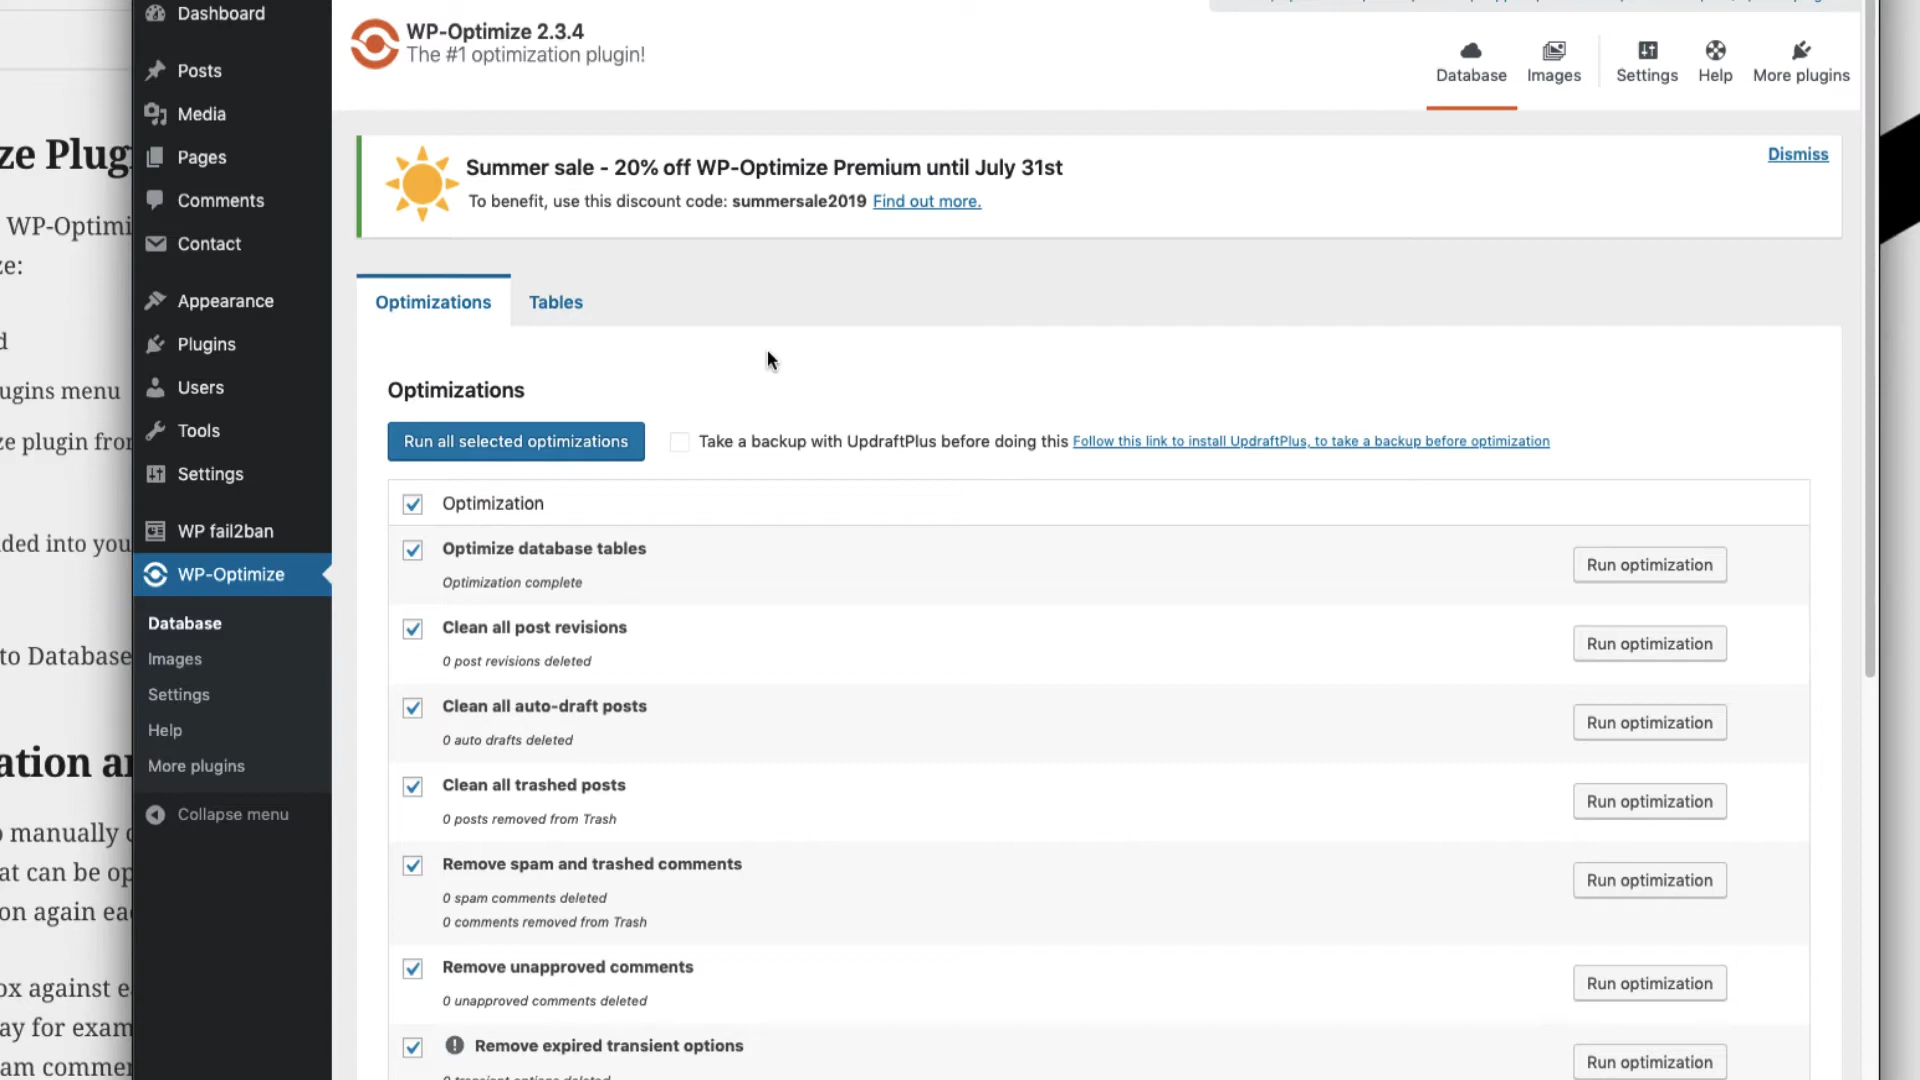 Dashboard
Posts
Media
Pages
Comments
Contact
Appearance
Plugins
Users
Tools
Settings
WP fail2ban
WP-Optimize
Database
Images
Settings
Help
More plugins
Collapse menu
WP-Optimize 2.3.4
The #1 optimization plugin!
Database
Images
Settings
Help
More plugins
Summer sale - 20% off WP-Optimize Premium until July 31st
To benefit, use this discount code: summersale2019 Find out more.
Dismiss
Optimizations
Tables
Optimizations
Run all selected optimizations
Take a backup with UpdraftPlus before doing this Follow this link to install UpdraftPlus, to take a backup before optimization
Optimization
Optimize database tables
Optimization complete
Run optimization
Clean all post revisions
0 post revisions deleted
Run optimization
Clean all auto-draft posts
0 auto drafts deleted
Run optimization
Clean all trashed posts
0 posts removed from Trash
Run optimization
Remove spam and trashed comments
0 spam comments deleted
0 comments removed from Trash
Run optimization
Remove unapproved comments
0 unapproved comments deleted
Run optimization
Remove expired transient options
Run optimization
ze Plug
WP-Optimi
ze:
d
ugins menu
ze plugin fro
ded into you
to Database
ation a
manually
at can be op
on again ea
ox against e
ay for exam
am comme